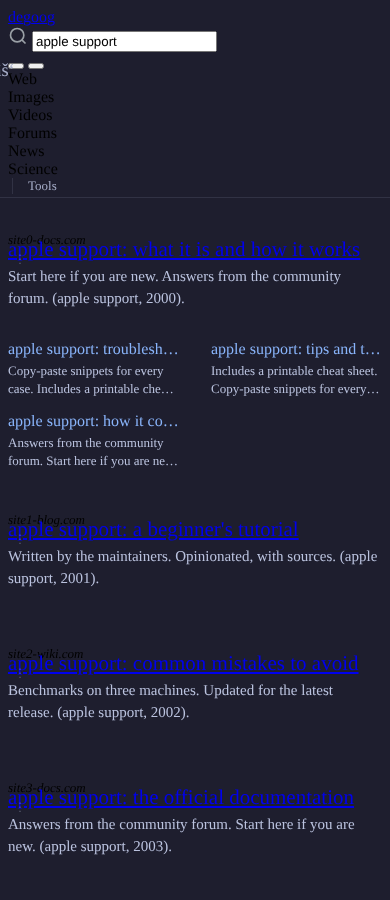 degoog
apple support
Web
Images
Videos
Forums
News
Science
Tools
site0-docs.com
apple support: what it is and how it works
Start here if you are new. Answers from the community
forum. (apple support, 2000).
apple support: troublesh…
Copy-paste snippets for every
case. Includes a printable che…
apple support: tips and t…
Includes a printable cheat sheet.
Copy-paste snippets for every…
apple support: how it co…
Answers from the community
forum. Start here if you are ne…
site1-blog.com
apple support: a beginner's tutorial
Written by the maintainers. Opinionated, with sources. (apple
support, 2001).
site2-wiki.com
apple support: common mistakes to avoid
Benchmarks on three machines. Updated for the latest
release. (apple support, 2002).
site3-docs.com
apple support: the official documentation
Answers from the community forum. Start here if you are
new. (apple support, 2003).